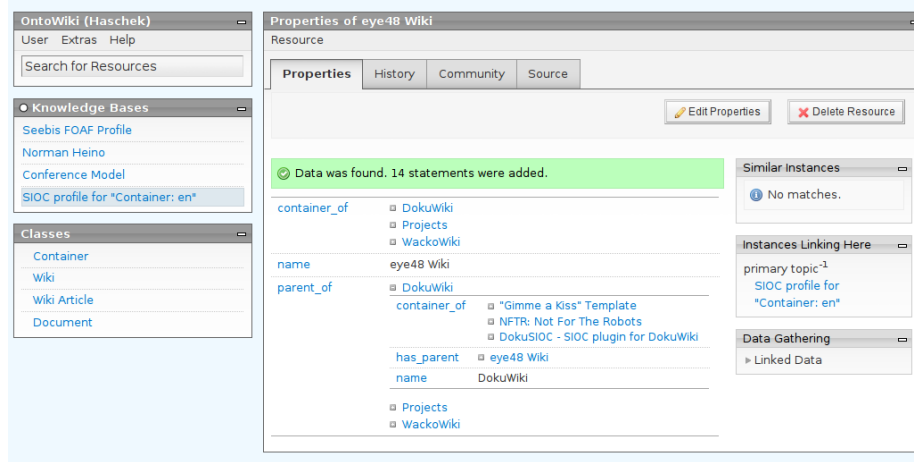 OntoWiki (Haschek)
User Extras Help
Search for Resources
Knowledge Bases
Seebis FOAF Profile
Norman Heino
Conference Model
SIOC profile for "Container: en"
Classes
Container
Wiki
Wiki Article
Document
Properties of eye48 Wiki
Resource
Properties History Community Source
Edit Properties Delete Resource
Data was found. 14 statements were added.
container_of DokuWiki
Projects
WackoWiki
name eye48 Wiki
parent_of DokuWiki
container_of "Gimme a Kiss" Template
NFTR: Not For The Robots
DokuSIOC - SIOC plugin for DokuWiki
has_parent eye48 Wiki
name DokuWiki
Projects
WackoWiki
Similar Instances
No matches.
Instances Linking Here
primary topic-1
SIOC profile for
"Container: en"
Data Gathering
Linked Data